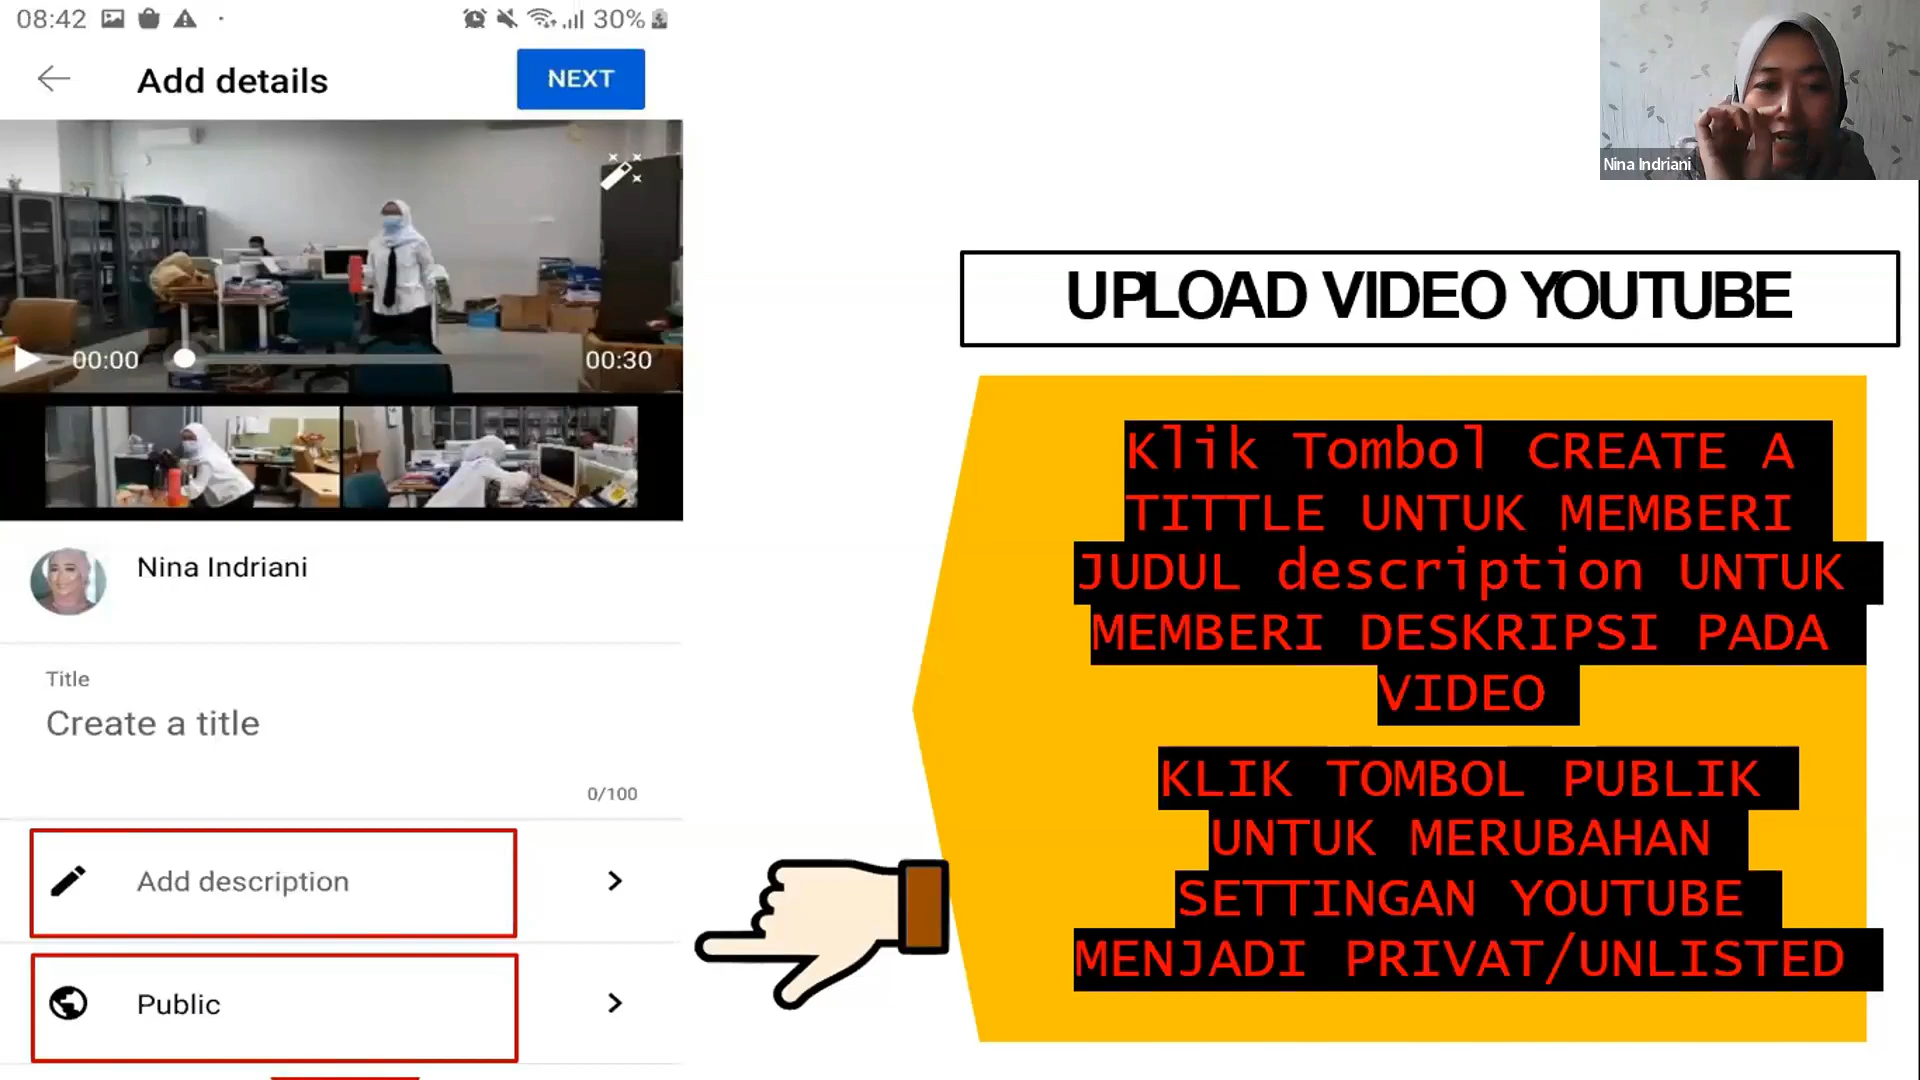 08:42
30%
Add details
NEXT
00:00
00:30
Nina Indriani
Title
Create a title
0/100
Add description
Public
Nina Indriani
UPLOAD VIDEO YOUTUBE
Klik Tombol CREATE A
TITTLE UNTUK MEMBERI
JUDUL description UNTUK
MEMBERI DESKRIPSI PADA
VIDEO
KLIK TOMBOL PUBLIK
UNTUK MERUBAHAN
SETTINGAN YOUTUBE
MENJADI PRIVAT/UNLISTED